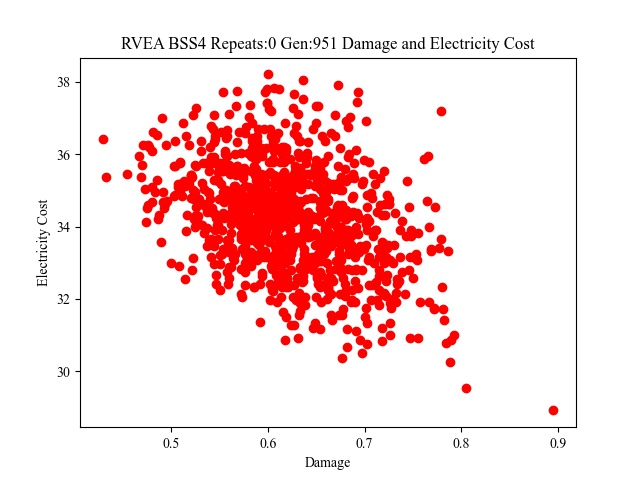 RVEA BSS4 Repeats:0 Gen:951 Damage and Electricity Cost
38
36
34
32
30
Electricity Cost
0.5 0.6 0.7 0.8 0.9
Damage